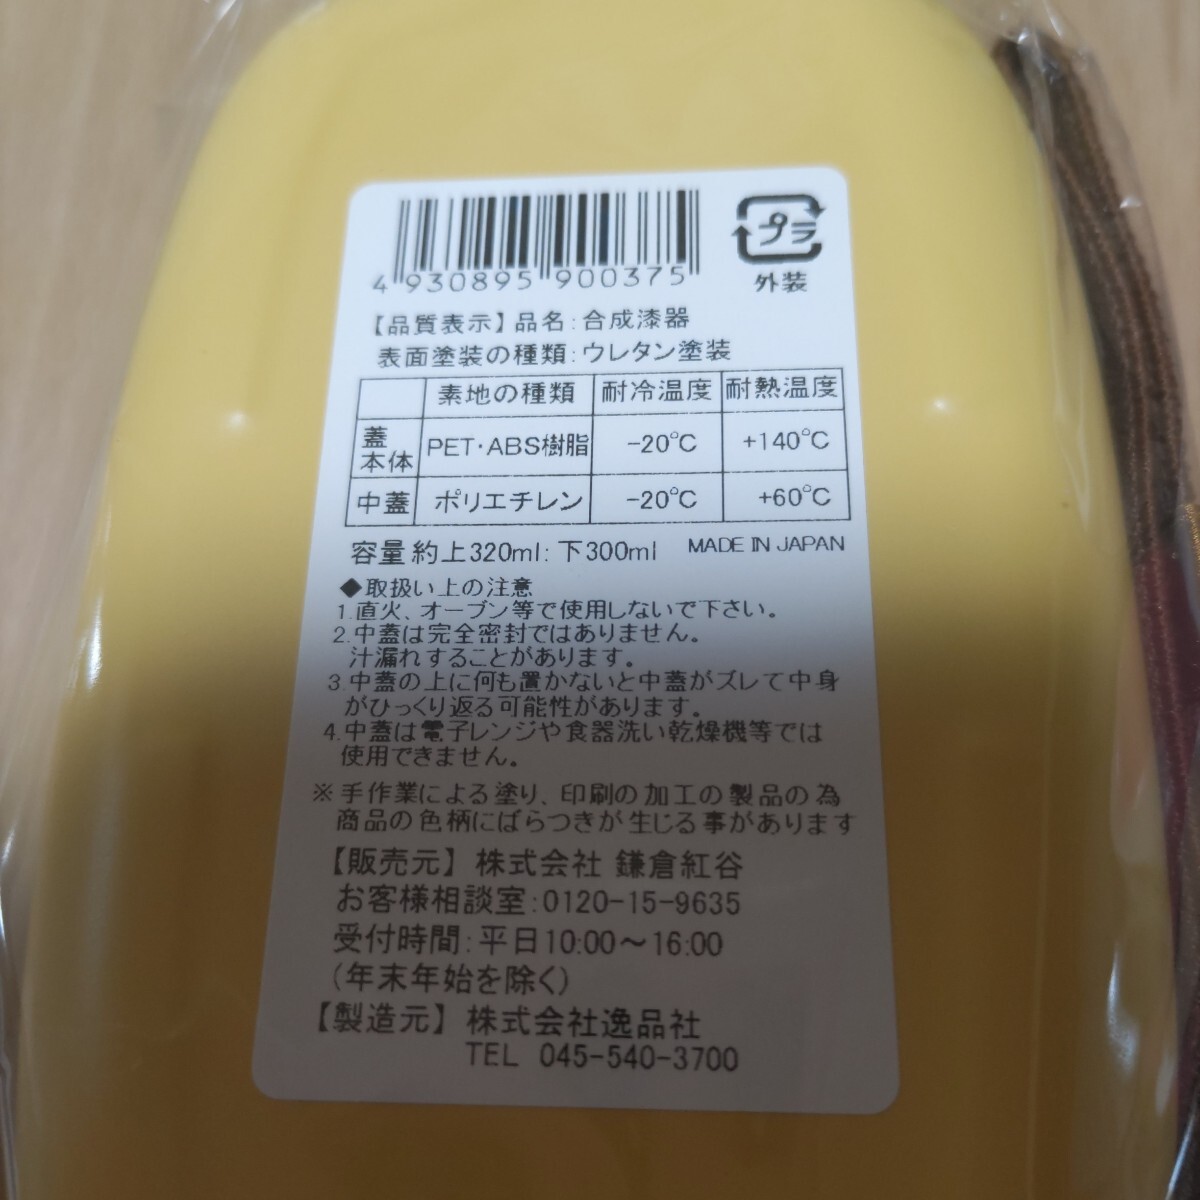 4 930895 900375
プラ
外装
【品質表示】品名:合成漆器
表面塗装の種類:ウレタン塗装
素地の種類 耐冷温度 耐熱温度
蓋 本体 PET・ABS樹脂 -20℃ +140℃
中蓋 ポリエチレン -20℃ +60℃
容量 約上320ml:下300ml MADE IN JAPAN
◆取扱い上の注意
1.直火、オーブン等で使用しないで下さい。
2.中蓋は完全密封ではありません。
汁漏れすることがあります。
3.中蓋の上に何も置かないと中蓋がズレて中身
がひっくり返る可能性があります。
4.中蓋は電子レンジや食器洗い乾燥機等では
使用できません。
※手作業による塗り、印刷の加工の製品の為
商品の色柄にばらつきが生じる事があります
【販売元】株式会社 鎌倉紅谷
お客様相談室:0120-15-9635
受付時間:平日10:00～16:00
(年末年始を除く)
【製造元】株式会社逸品社
TEL 045-540-3700